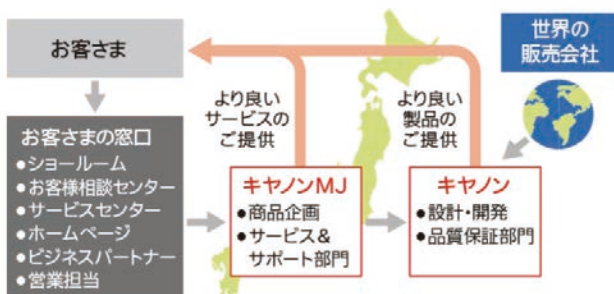 お客さま
お客さまの窓口
●ショールーム
●お客様相談センター
●サービスセンター
●ホームページ
●ビジネスパートナー
●営業担当
より良い
サービスの
ご提供
キヤノンMJ
●商品企画
●サービス&
サポート部門
より良い
製品の
ご提供
キヤノン
●設計・開発
●品質保証部門
世界の
販売会社